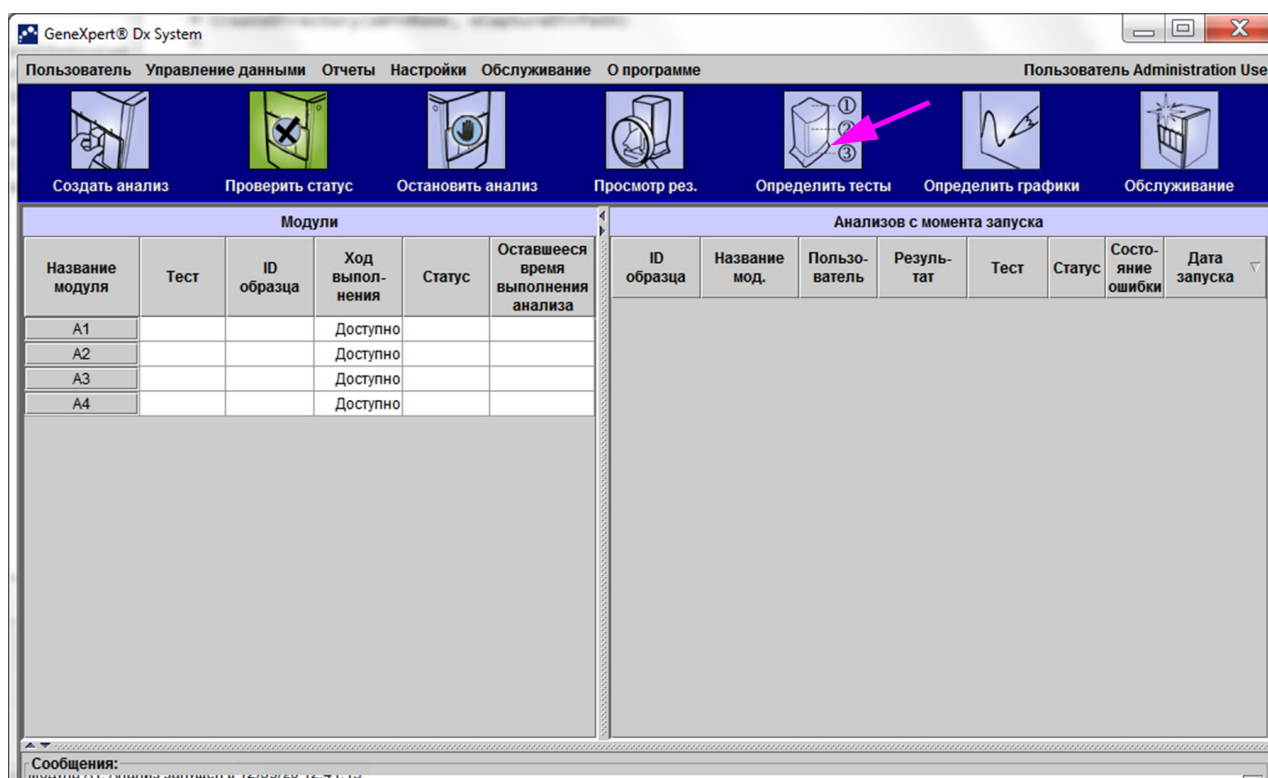 GeneXpert® Dx System
Пользователь Управление данными Отчеты Настройки Обслуживание О программе Пользователь Administration Use
① 
② 
③
Создать анализ Проверить статус Остановить анализ Просмотр рез. Определить тесты Определить графики Обслуживание
Модули
Анализов с момента запуска
Название модуля Тест ID образца Ход выпол-нения Статус Оставшееся время выполнения анализа
ID образца Название мод. Пользо-ватель Резуль-тат Тест Статус Состо-яние ошибки Дата запуска
A1 Доступно
A2 Доступно
A3 Доступно
A4 Доступно
Сообщения: